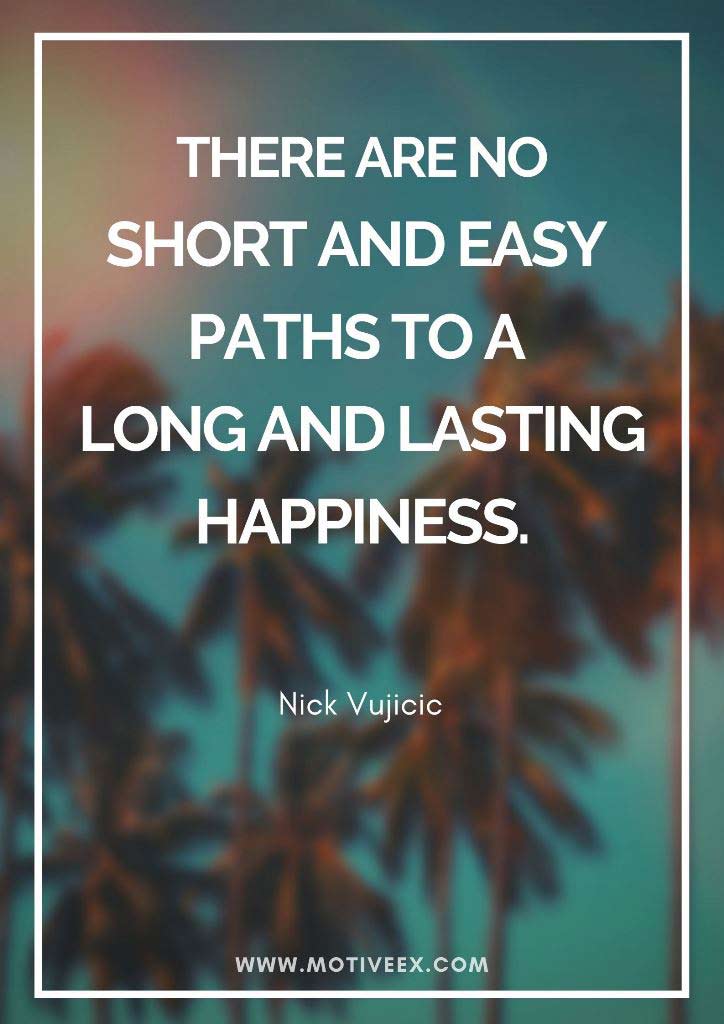 THERE ARE NO
SHORT AND EASY
PATHS TO A
LONG AND LASTING
HAPPINESS.
Nick Vujicic
WWW.MOTIVEEX.COM